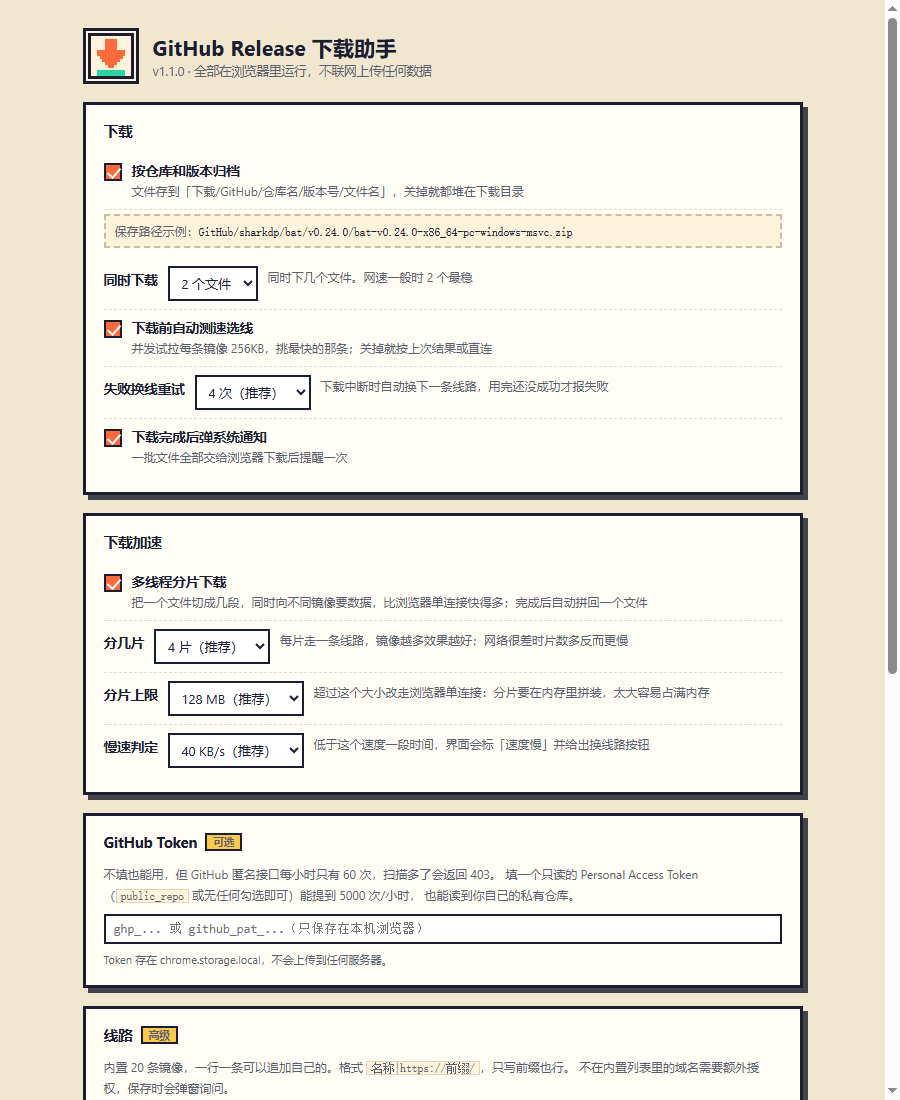 GitHub Release 下载助手
v1.1.0 · 全部在浏览器里运行，不联网上传任何数据
下载
按仓库和版本归档
文件存到「下载/GitHub/仓库名/版本号/文件名」，关掉就都堆在下载目录
保存路径示例：GitHub/sharkdp/bat/v0.24.0/bat-v0.24.0-x86_64-pc-windows-msvc.zip
同时下载 2 个文件 同时下几个文件。网速一般时 2 个最稳
下载前自动测速选线
并发试拉每条镜像 256KB，挑最快的那条；关掉就按上次结果或直连
失败换线重试 4 次（推荐） 下载中断时自动换下一条线路，用完还没成功才报失败
下载完成后弹系统通知
一批文件全部交给浏览器下载后提醒一次
下载加速
多线程分片下载
把一个文件切成几段，同时向不同镜像要数据，比浏览器单连接快得多；完成后自动拼回一个文件
分几片 4 片（推荐） 每片走一条线路，镜像越多效果越好；网络很差时片数多反而更慢
分片上限 128 MB（推荐） 超过这个大小改走浏览器单连接：分片要在内存里拼装，太大容易占满内存
慢速判定 40 KB/s（推荐） 低于这个速度一段时间，界面会标「速度慢」并给出换线路按钮
GitHub Token 可选
不填也能用，但 GitHub 匿名接口每小时只有 60 次，扫描多了会返回 403。 填一个只读的 Personal Access Token
（public_repo 或无任何勾选即可）能提到 5000 次/小时， 也能读到你自己的私有仓库。
ghp_... 或 github_pat_...（只保存在本机浏览器）
Token 存在 chrome.storage.local，不会上传到任何服务器。
线路 高级
内置 20 条镜像，一行一条可以追加自己的。格式 名称|https://前缀/，只写前缀也行。 不在内置列表里的域名需要额外授
权，保存时会弹窗询问。